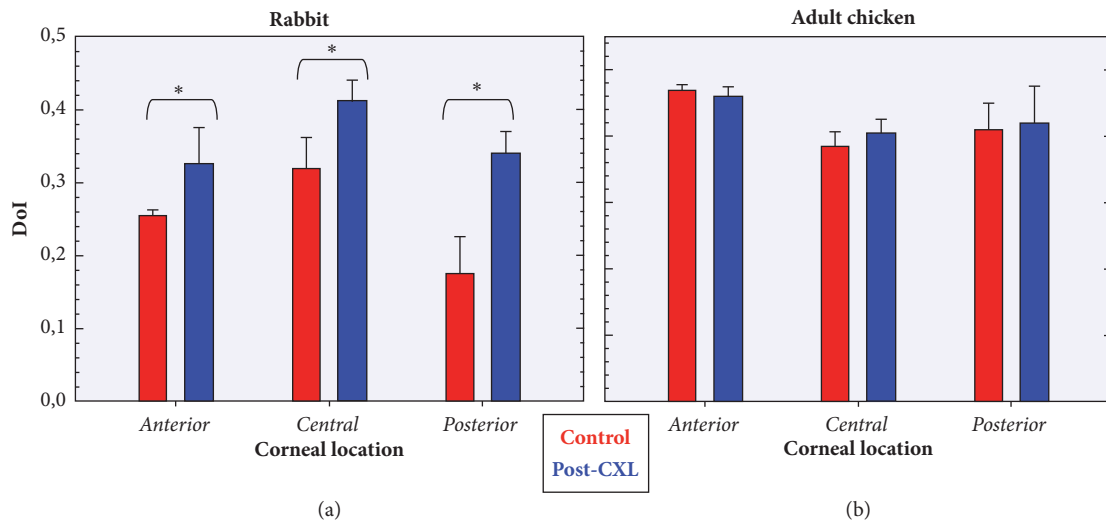 Rabbit
Adult chicken
DoI
0,5
0,4
0,3
0,2
0,1
0,0
*
*
*
Anterior
Central
Posterior
Corneal location
Anterior
Central
Posterior
Corneal location
Control
Post-CXL
(a)
(b)